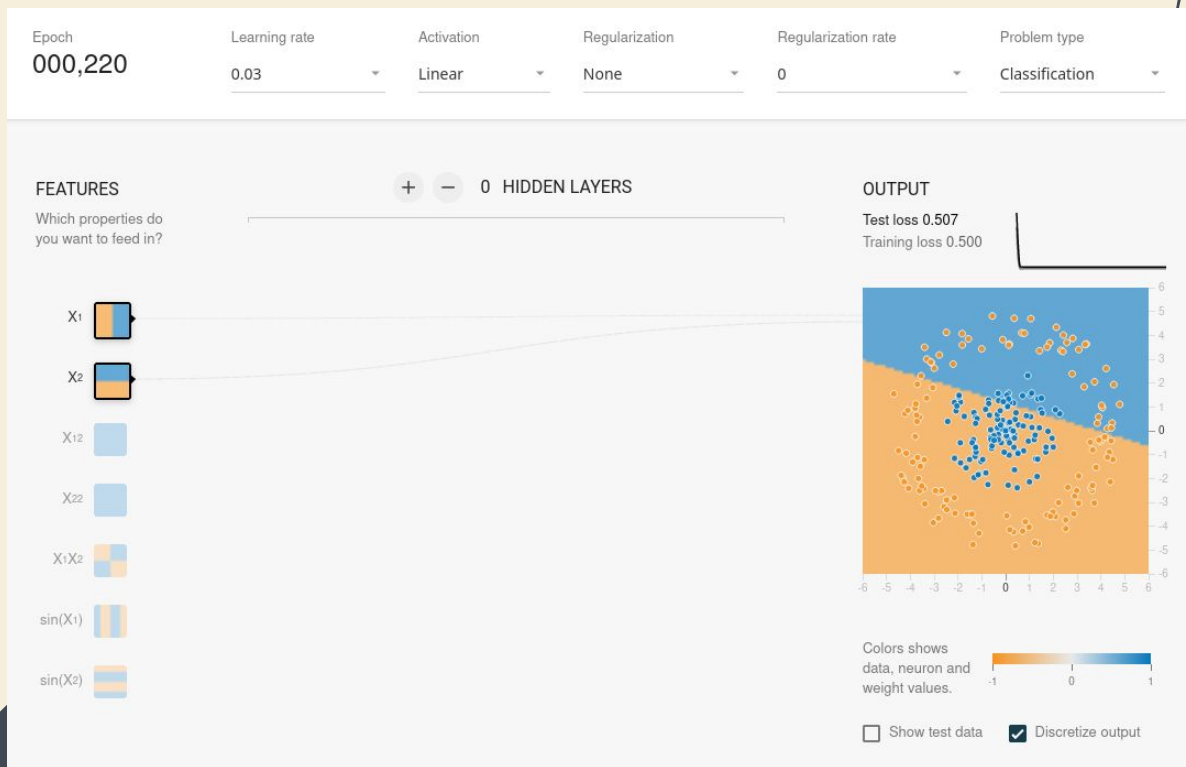 Epoch
000,220
Learning rate
0.03
Activation
Linear
Regularization
None
Regularization rate
0
Problem type
Classification
FEATURES
Which properties do
you want to feed in?
+ − 0 HIDDEN LAYERS
OUTPUT
Test loss 0.507
Training loss 0.500
X1
X2
X12
X22
X1X2
sin(X1)
sin(X2)
6
5
4
3
2
1
0
-1
-2
-3
-4
-5
-6
-6 -5 -4 -3 -2 -1 0 1 2 3 4 5 6
Colors shows
data, neuron and
weight values.
-1 0 1
Show test data
Discretize output